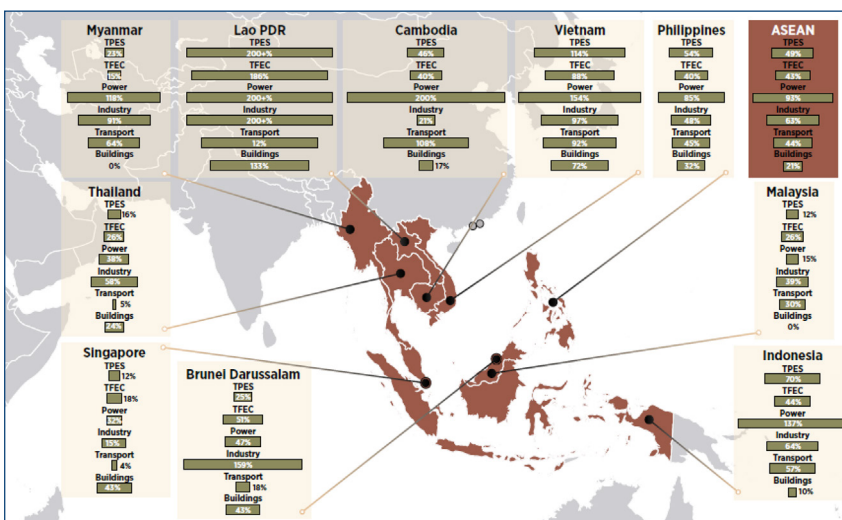 Myanmar
TPES
23%
TFEC
15%
Power
118%
Industry
91%
Transport
64%
Buildings
0%
Lao PDR
TPES
200+%
TFEC
186%
Power
200+%
Industry
200+%
Transport
12%
Buildings
133%
Cambodia
TPES
46%
TFEC
40%
Power
200%
Industry
21%
Transport
108%
Buildings
17%
Vietnam
TPES
114%
TFEC
88%
Power
154%
Industry
97%
Transport
92%
Buildings
72%
Philippines
TPES
54%
TFEC
40%
Power
85%
Industry
48%
Transport
45%
Buildings
32%
ASEAN
TPES
49%
TFEC
43%
Power
93%
Industry
63%
Transport
44%
Buildings
21%
Thailand
TPES
16%
TFEC
26%
Power
38%
Industry
58%
Transport
5%
Buildings
24%
Malaysia
TPES
12%
TFEC
26%
Power
15%
Industry
39%
Transport
30%
Buildings
0%
Singapore
TPES
12%
TFEC
18%
Power
32%
Industry
15%
Transport
4%
Buildings
43%
Brunei Darussalam
TPES
25%
TFEC
51%
Power
47%
Industry
159%
Transport
18%
Buildings
43%
Indonesia
TPES
70%
TFEC
44%
Power
137%
Industry
64%
Transport
57%
Buildings
10%